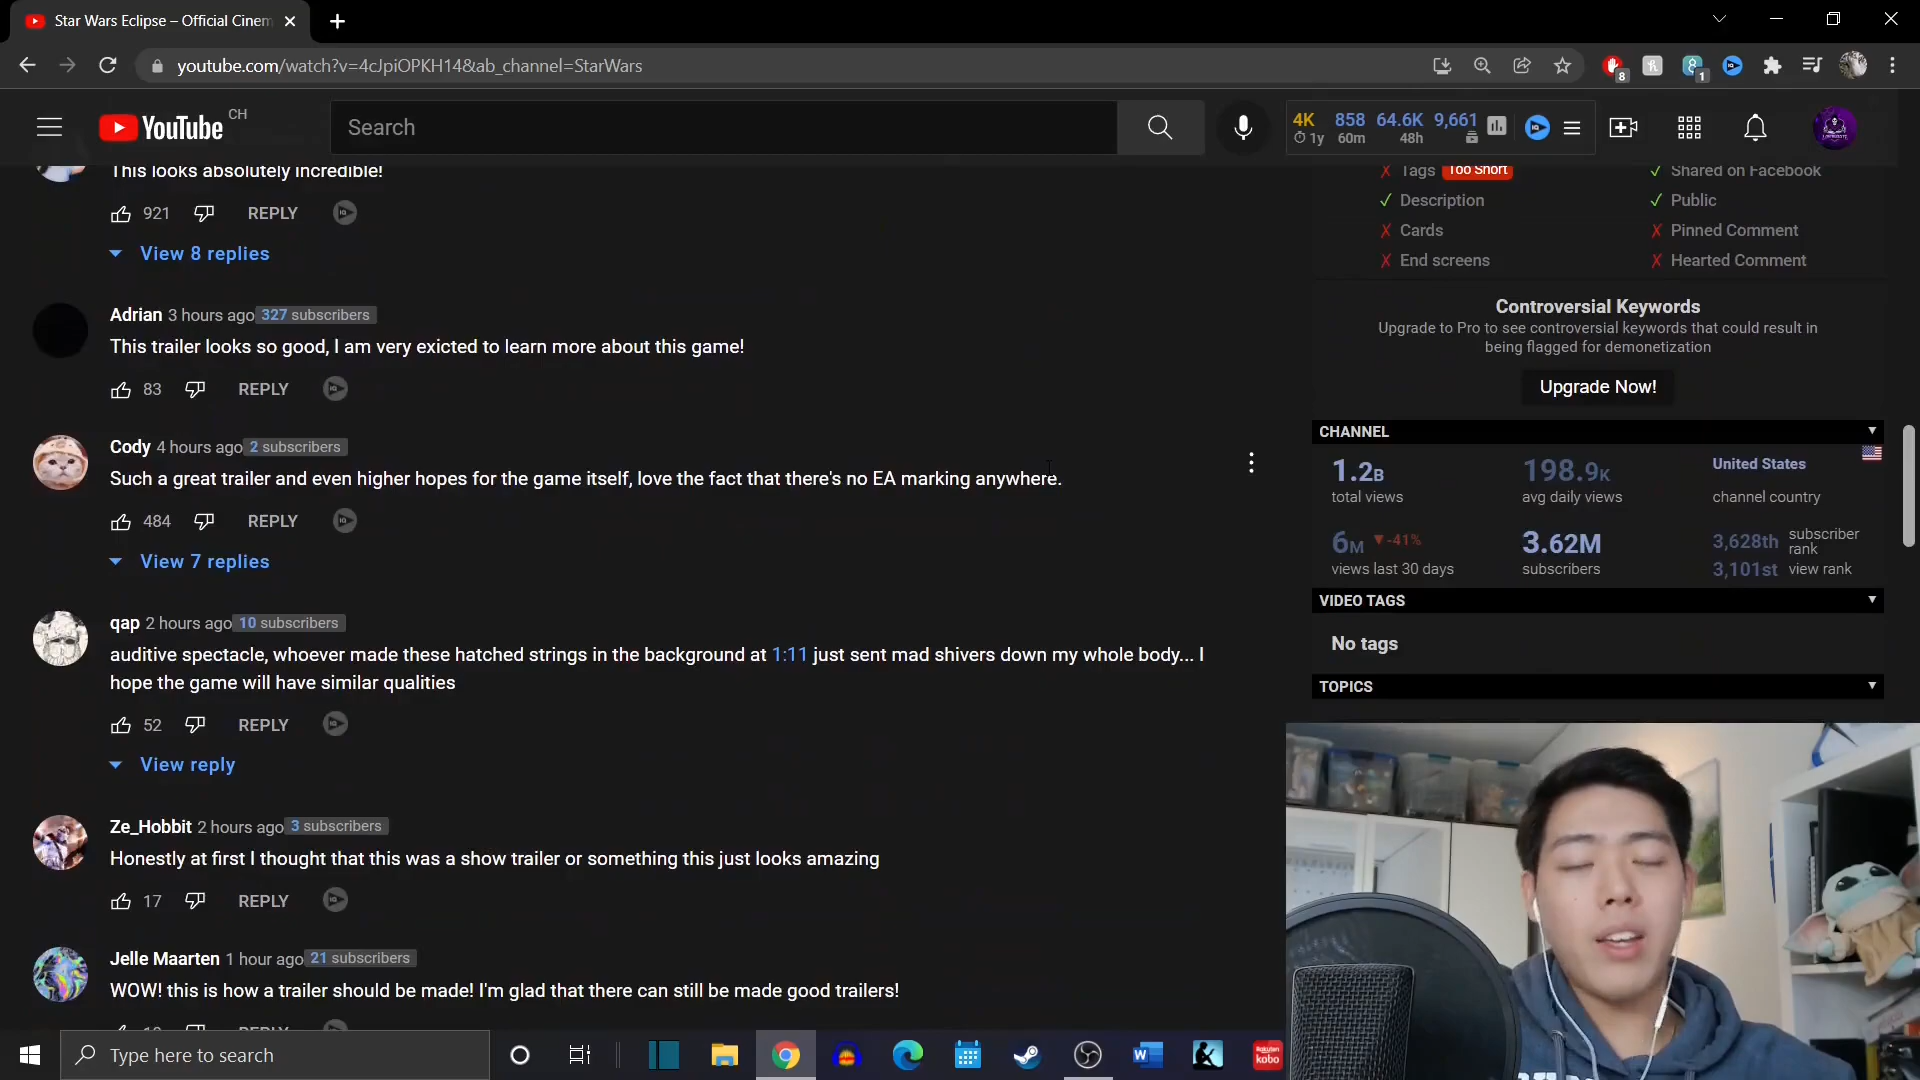 Star Wars Eclipse – Official Cinem
youtube.com/watch?v=4cJpiOPKH14&ab_channel=StarWars
8
1
YouTube CH
Search
4K 858 64.6K 9,661
1y 60m 48h
This looks absolutely incredible!
921 REPLY
View 8 replies
Adrian 3 hours ago 327 subscribers
This trailer looks so good, I am very exicted to learn more about this game!
83 REPLY
Cody 4 hours ago 2 subscribers
Such a great trailer and even higher hopes for the game itself, love the fact that there's no EA marking anywhere.
484 REPLY
View 7 replies
qap 2 hours ago 10 subscribers
auditive spectacle, whoever made these hatched strings in the background at 1:11 just sent mad shivers down my whole body... I
hope the game will have similar qualities
52 REPLY
View reply
Ze_Hobbit 2 hours ago 3 subscribers
Honestly at first I thought that this was a show trailer or something this just looks amazing
17 REPLY
Jelle Maarten 1 hour ago 21 subscribers
WOW! this is how a trailer should be made! I'm glad that there can still be made good trailers!
REPLY
Tags Too Short Shared on Facebook
Description Public
Cards Pinned Comment
End screens Hearted Comment
Controversial Keywords
Upgrade to Pro to see controversial keywords that could result in
being flagged for demonetization
Upgrade Now!
CHANNEL
1.2B 198.9K United States
total views avg daily views channel country
6M -41% 3.62M 3,628th subscriber rank
views last 30 days subscribers 3,101st view rank
VIDEO TAGS
No tags
TOPICS
Type here to search
W
Rakuten
kobo